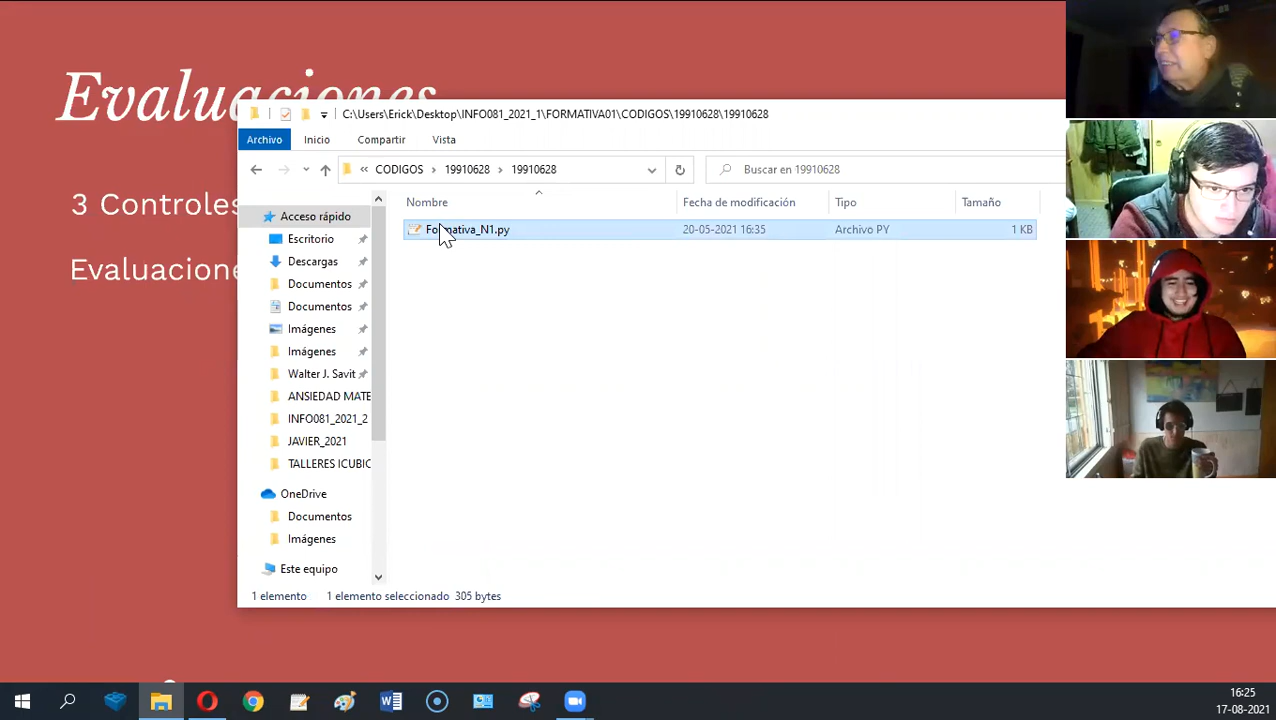 Evaluaciones
3 Controles
Evaluacione
C:\Users\Erick\Desktop\INFO081_2021_1\FORMATIVA01\CODIGOS\19910628\19910628
Archivo
Inicio
Compartir
Vista
« CODIGOS › 19910628 › 19910628
Buscar en 19910628
Nombre
Fecha de modificación
Tipo
Tamaño
Formativa_N1.py
20-05-2021 16:35
Archivo PY
1 KB
Acceso rápido
Escritorio
Descargas
Documentos
Documentos
Imágenes
Imágenes
Walter J. Savit
ANSIEDAD MATE
INFO081_2021_2
JAVIER_2021
TALLERES ICUBIC
OneDrive
Documentos
Imágenes
Este equipo
1 elemento
1 elemento seleccionado 305 bytes
16:25
17-08-2021